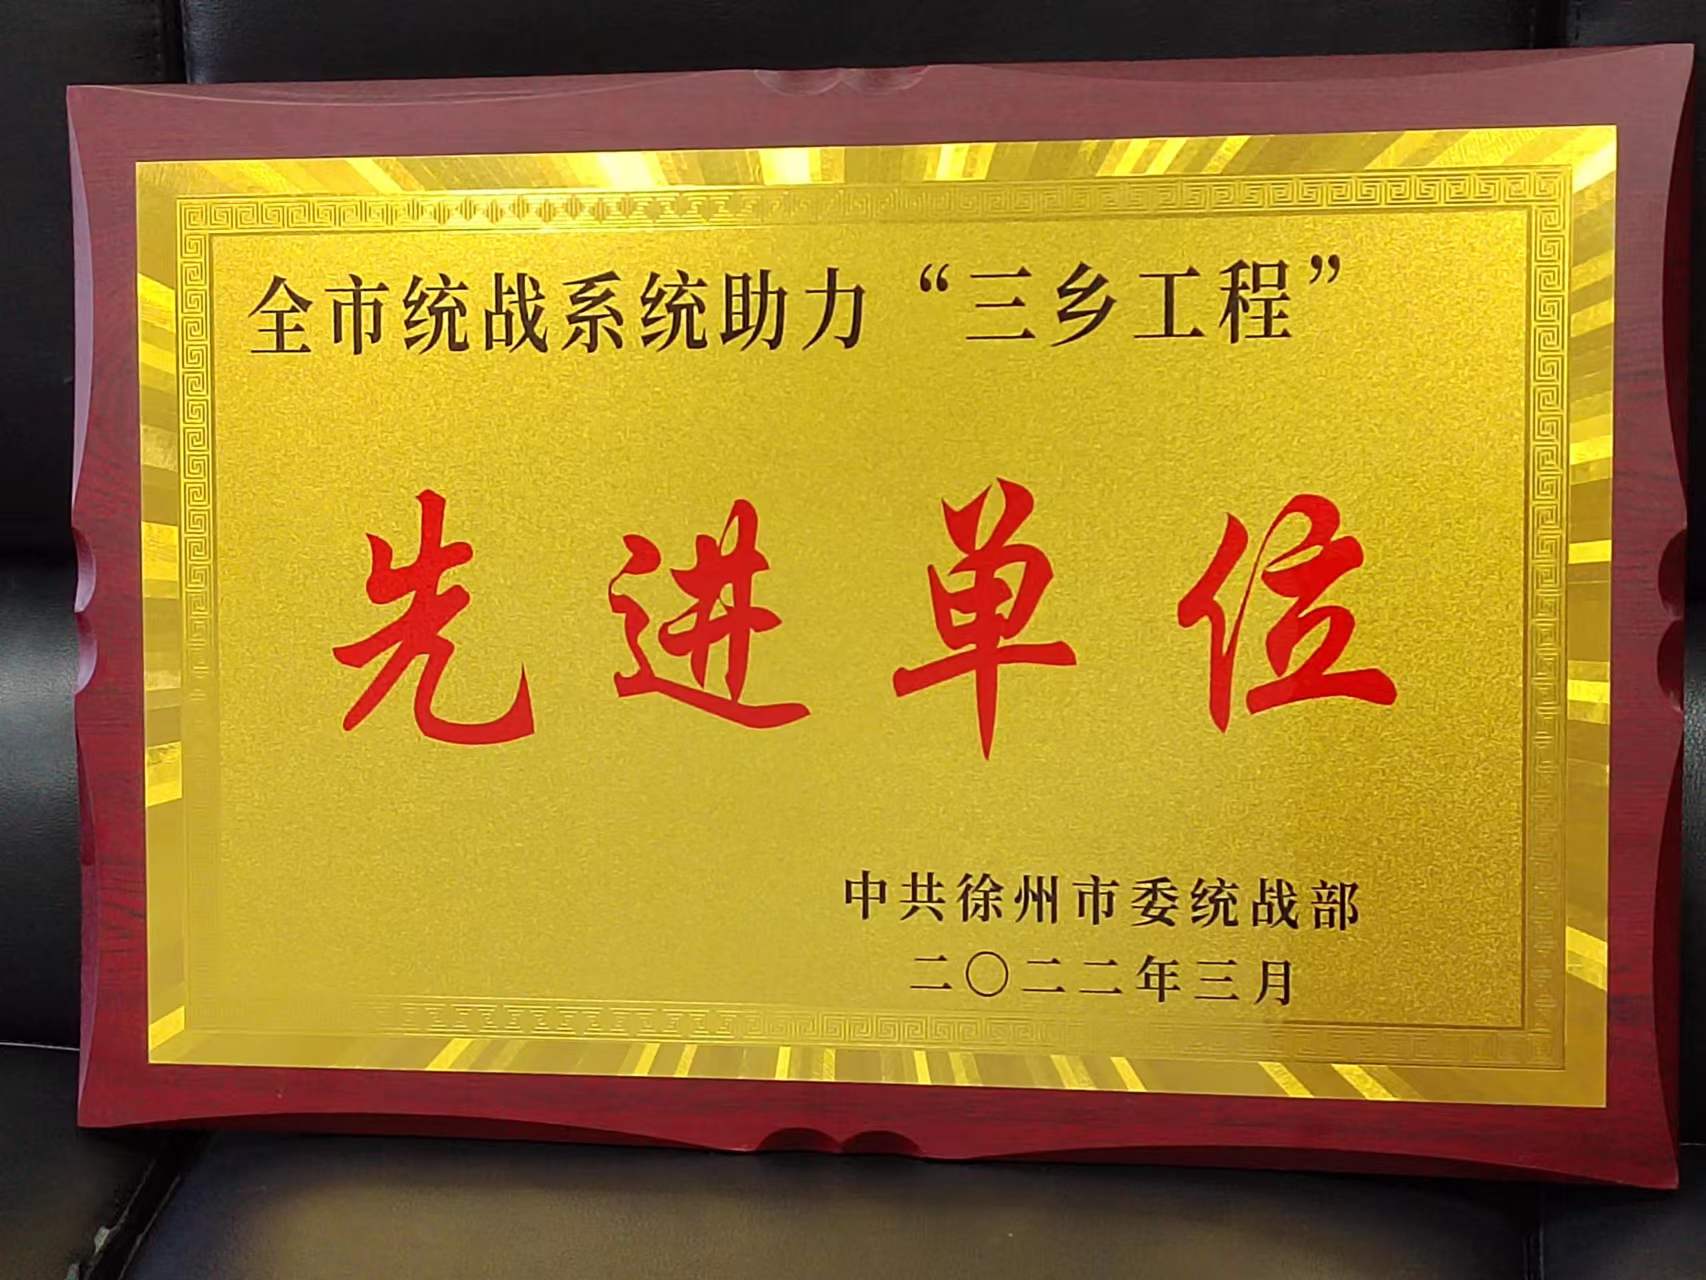 全市统战系统助力“三乡工程”
先进单位
中共徐州市委统战部
二〇二二年三月